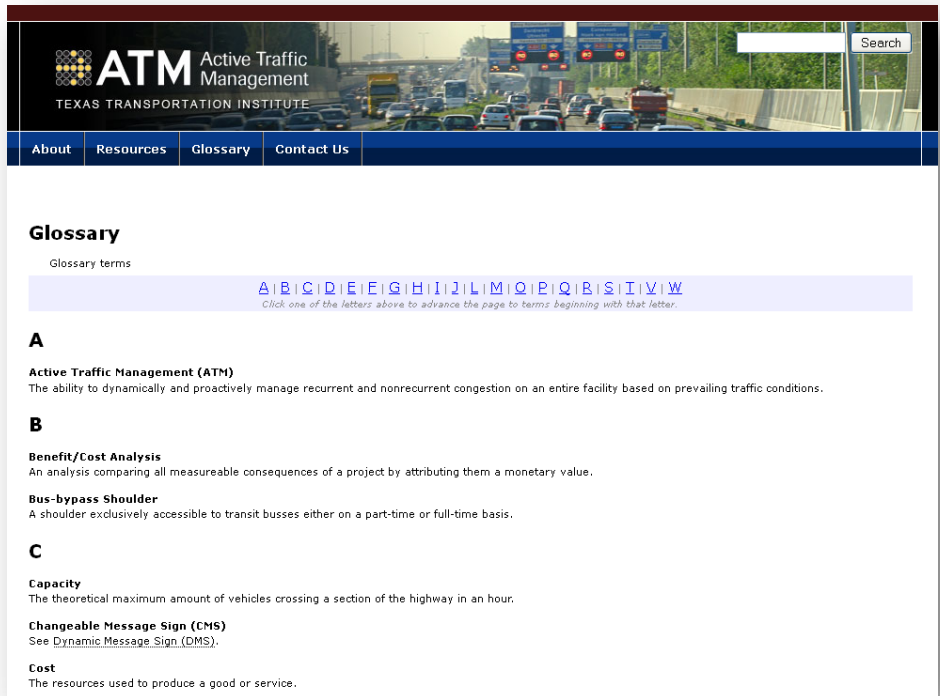 ATM Active Traffic
Management
TEXAS TRANSPORTATION INSTITUTE
Search
About Resources Glossary Contact Us
Glossary
Glossary terms
A | B | C | D | E | F | G | H | I | J | L | M | O | P | Q | R | S | T | V | W
Click one of the letters above to advance the page to terms beginning with that letter.
A
Active Traffic Management (ATM)
The ability to dynamically and proactively manage recurrent and nonrecurrent congestion on an entire facility based on prevailing traffic conditions.
B
Benefit/Cost Analysis
An analysis comparing all measureable consequences of a project by attributing them a monetary value.
Bus-bypass Shoulder
A shoulder exclusively accessible to transit busses either on a part-time or full-time basis.
C
Capacity
The theoretical maximum amount of vehicles crossing a section of the highway in an hour.
Changeable Message Sign (CMS)
See Dynamic Message Sign (DMS).
Cost
The resources used to produce a good or service.